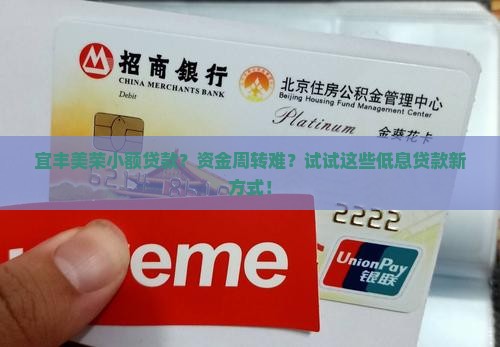 招商银行
CHINA MERCHANTS BANK
Debit
北京住房公积金管理中心
Beijing Housing Fund Management Center
Platinum
金葵花卡
宜丰美荣小额贷款？资金周转难？试试这些低息贷款新
方式！
2222
eme
UnionPay
银联